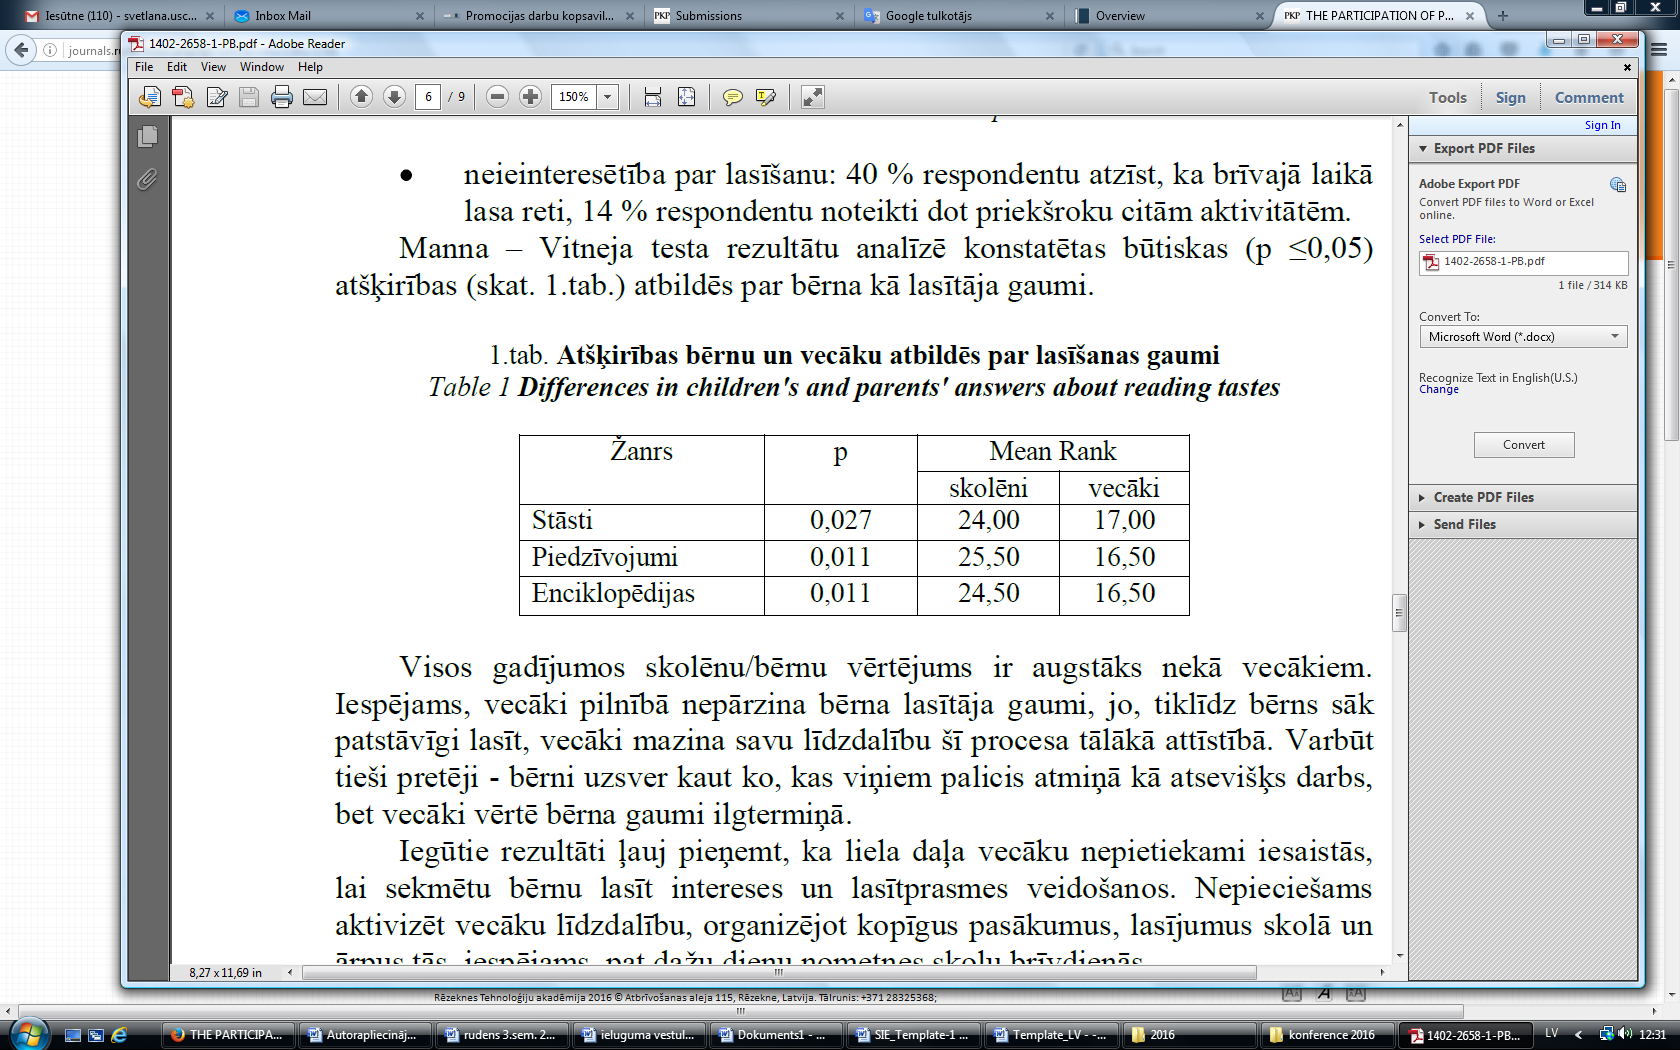 Iesūtne (110) - svetlana.usc...
Inbox Mail
Promocijas darbu kopsavil...
PKP Submissions
Google tulkotājs
Overview
PKP THE PARTICIPATION OF P...
journals.r
1402-2658-1-PB.pdf - Adobe Reader
File Edit View Window Help
6 / 9
150%
Tools Sign Comment
Sign In
Export PDF Files
Adobe Export PDF
Convert PDF files to Word or Excel
online.
Select PDF File:
1402-2658-1-PB.pdf
1 file / 314 KB
Convert To:
Microsoft Word (*.docx)
Recognize Text in English(U.S.)
Change
Convert
Create PDF Files
Send Files
• neieinteresētība par lasīšanu: 40 % respondentu atzīst, ka brīvajā laikā
lasa reti, 14 % respondentu noteikti dot priekšroku citām aktivitātēm.
Manna – Vitneja testa rezultātu analīzē konstatētas būtiskas (p ≤0,05)
atšķirības (skat. 1.tab.) atbildēs par bērna kā lasītāja gaumi.
1.tab. Atšķirības bērnu un vecāku atbildēs par lasīšanas gaumi
Table 1 Differences in children's and parents' answers about reading tastes
Žanrs p Mean Rank
skolēni vecāki
Stāsti 0,027 24,00 17,00
Piedzīvojumi 0,011 25,50 16,50
Enciklopēdijas 0,011 24,50 16,50
Visos gadījumos skolēnu/bērnu vērtējums ir augstāks nekā vecākiem.
Iespējams, vecāki pilnībā nepārzina bērna lasītāja gaumi, jo, tiklīdz bērns sāk
patstāvīgi lasīt, vecāki mazina savu līdzdalību šī procesa tālākā attīstībā. Varbūt
tieši pretēji - bērni uzsver kaut ko, kas viņiem palicis atmiņā kā atsevišķs darbs,
bet vecāki vērtē bērna gaumi ilgtermiņā.
Iegūtie rezultāti ļauj pieņemt, ka liela daļa vecāku nepietiekami iesaistās,
lai sekmētu bērnu lasīt intereses un lasītprasmes veidošanos. Nepieciešams
aktivizēt vecāku līdzdalību, organizējot kopīgus pasākumus, lasījumus skolā un
ārpus tās, iespējams, pat dažu dienu nometnes skolu brīvdienās.
8,27 x 11,69 in
Rēzeknes Tehnoloģiju akadēmija 2016 © Atbrīvošanas aleja 115, Rēzekne, Latvija. Tālrunis: +371 28325368;
THE PARTICIPA...
Autorapliecināj...
rudens 3.sem. 2...
ieluguma vestul...
Dokuments1 - ...
SIE_Template-1 ...
Template_LV - -...
2016
konference 2016
1402-2658-1-PB...
LV
12:31